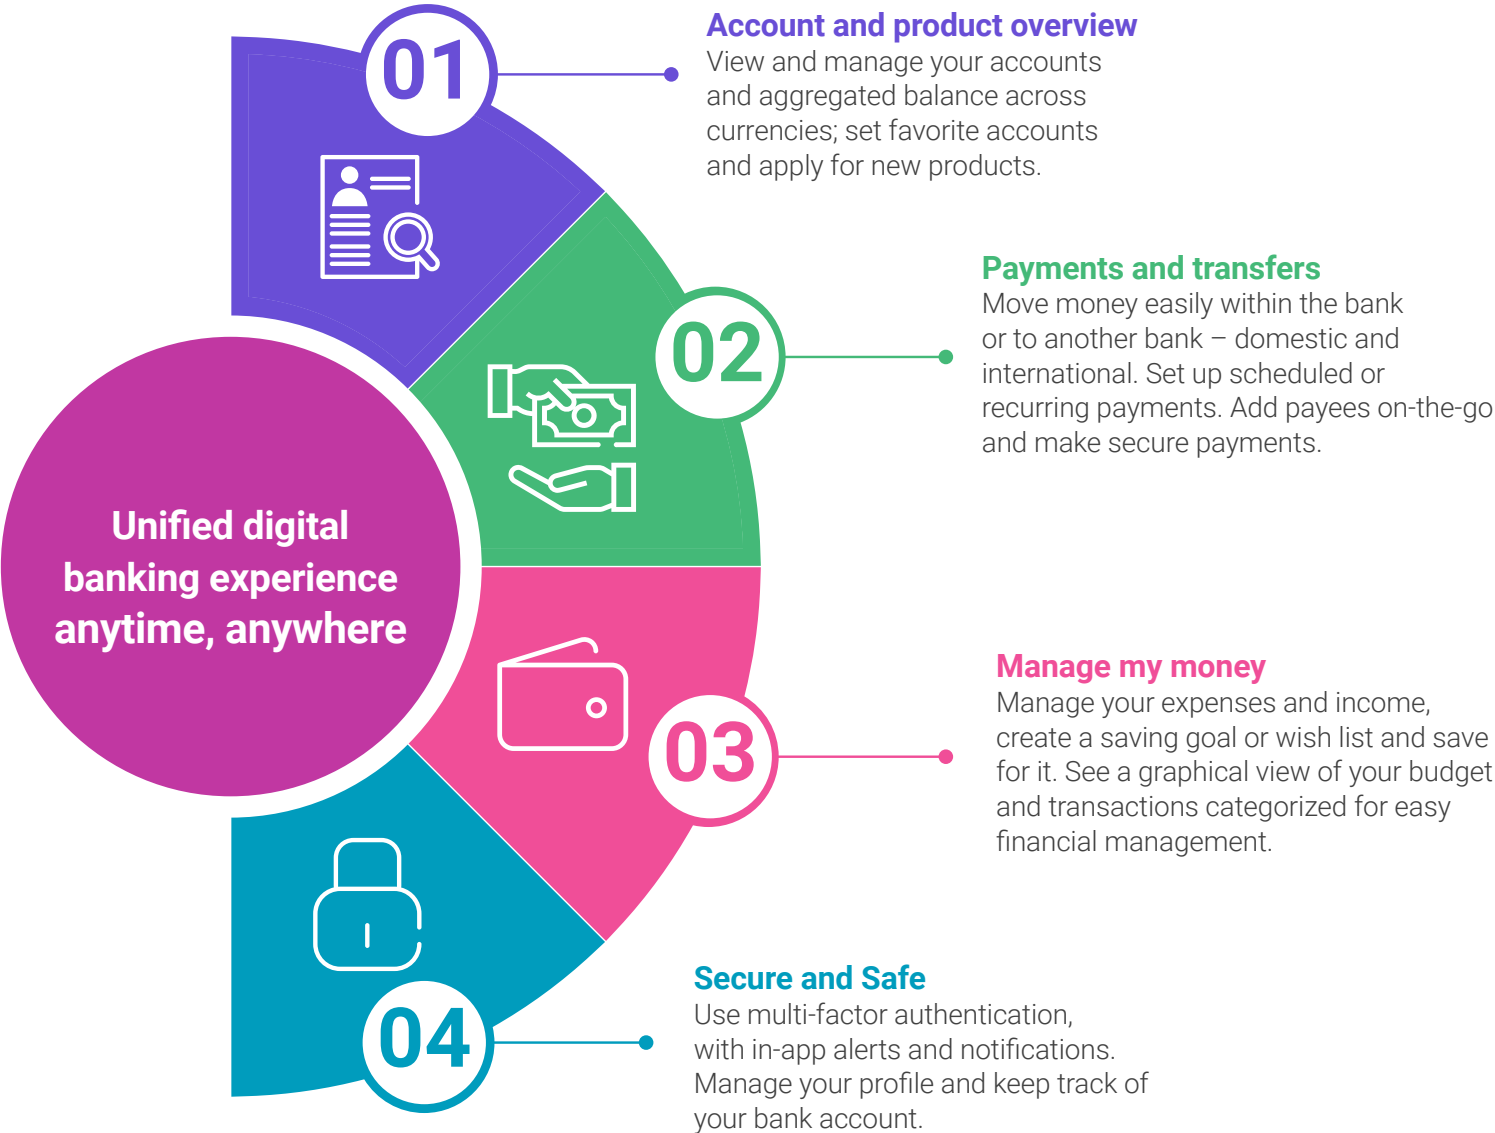 01
Account and product overview
View and manage your accounts
and aggregated balance across
currencies; set favorite accounts
and apply for new products.
02
Payments and transfers
Move money easily within the bank
or to another bank – domestic and
international. Set up scheduled or
recurring payments. Add payees on-the-go
and make secure payments.
Unified digital
banking experience
anytime, anywhere
03
Manage my money
Manage your expenses and income,
create a saving goal or wish list and save
for it. See a graphical view of your budget
and transactions categorized for easy
financial management.
04
Secure and Safe
Use multi-factor authentication,
with in-app alerts and notifications.
Manage your profile and keep track of
your bank account.